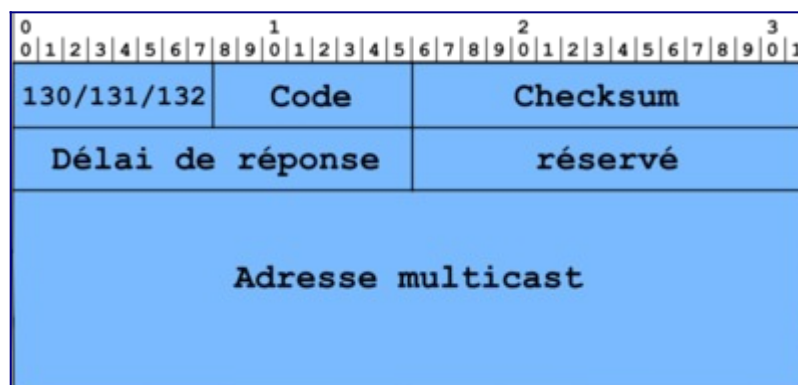 0 1 2 3
0|1|2|3|4|5|6|7|8|9|0|1|2|3|4|5|6|7|8|9|0|1|2|3|4|5|6|7|8|9|0|1
130/131/132 Code Checksum
Délai de réponse réservé
Adresse multicast